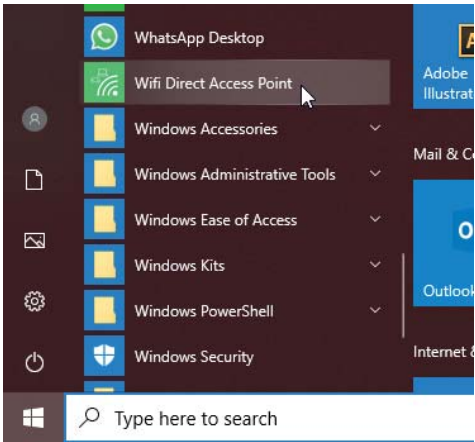 WhatsApp Desktop
Wifi Direct Access Point
Windows Accessories
Windows Administrative Tools
Windows Ease of Access
Windows Kits
Windows PowerShell
Windows Security
Type here to search
Adobe
Illustrat
Mail & C
Outlook
Internet &